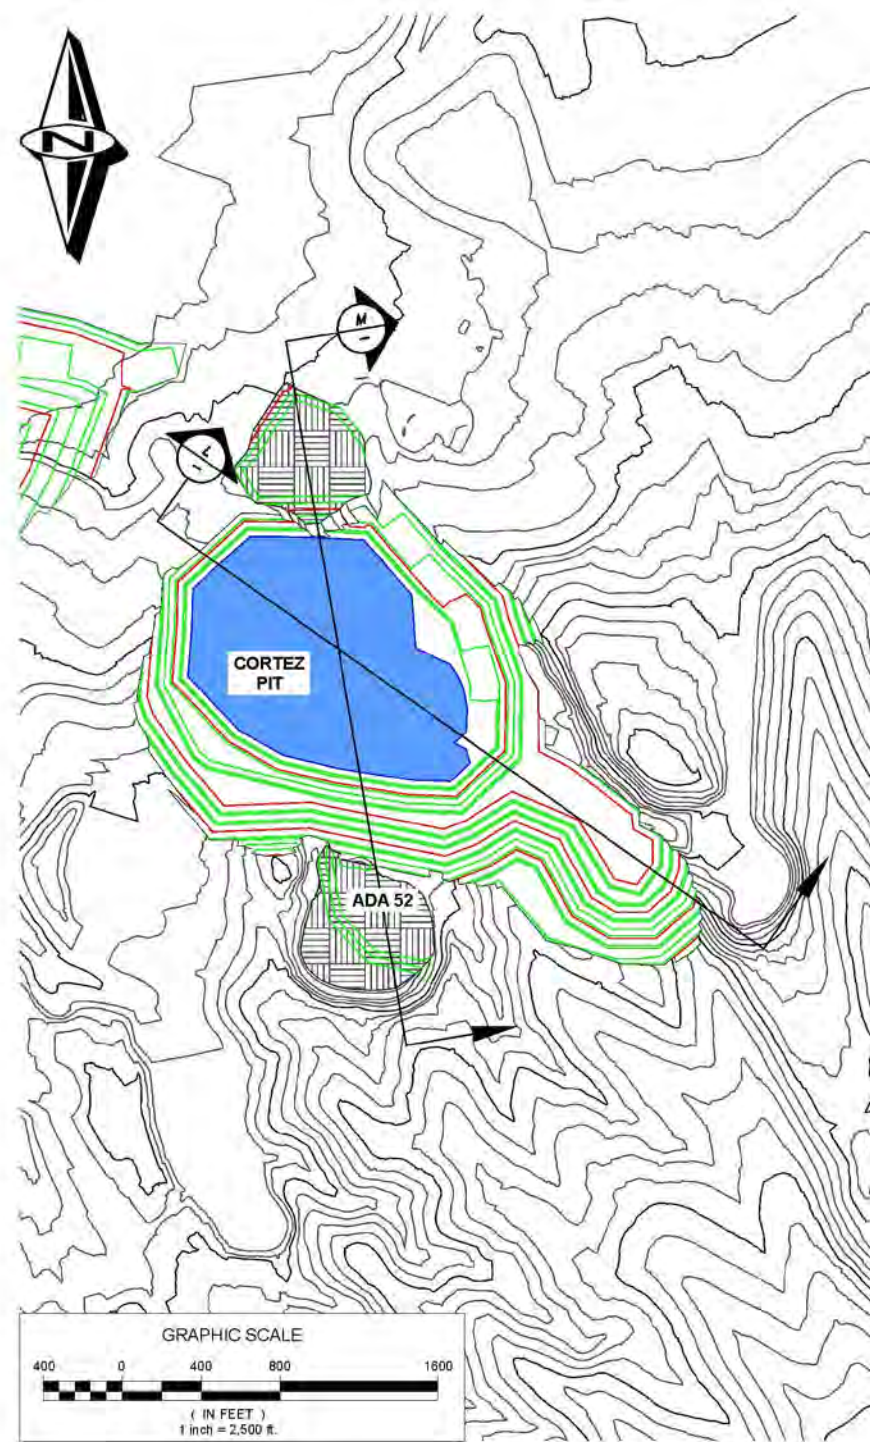 N
M
-
L
-
CORTEZ
PIT
ADA 52
GRAPHIC SCALE
400 0 400 800 1600
( IN FEET )
1 inch = 2,500 ft.